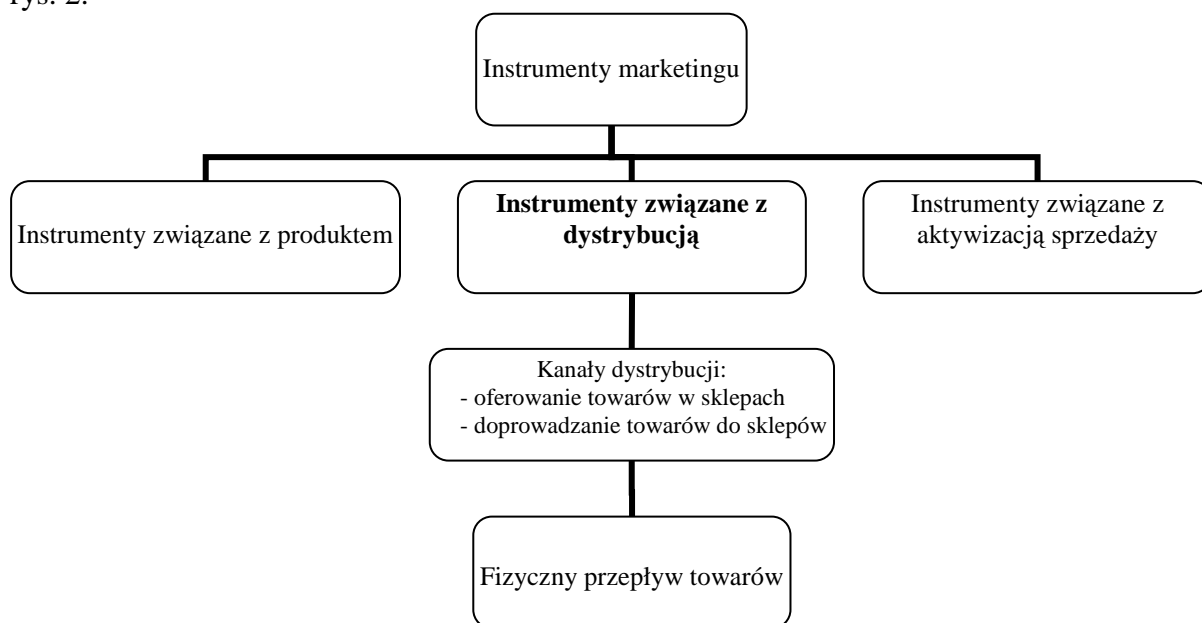 rys. 2.
Instrumenty marketingu
Instrumenty związane z produktem
Instrumenty związane z
dystrybucją
Instrumenty związane z
aktywizacją sprzedaży
Kanały dystrybucji:
- oferowanie towarów w sklepach
- doprowadzanie towarów do sklepów
Fizyczny przepływ towarów